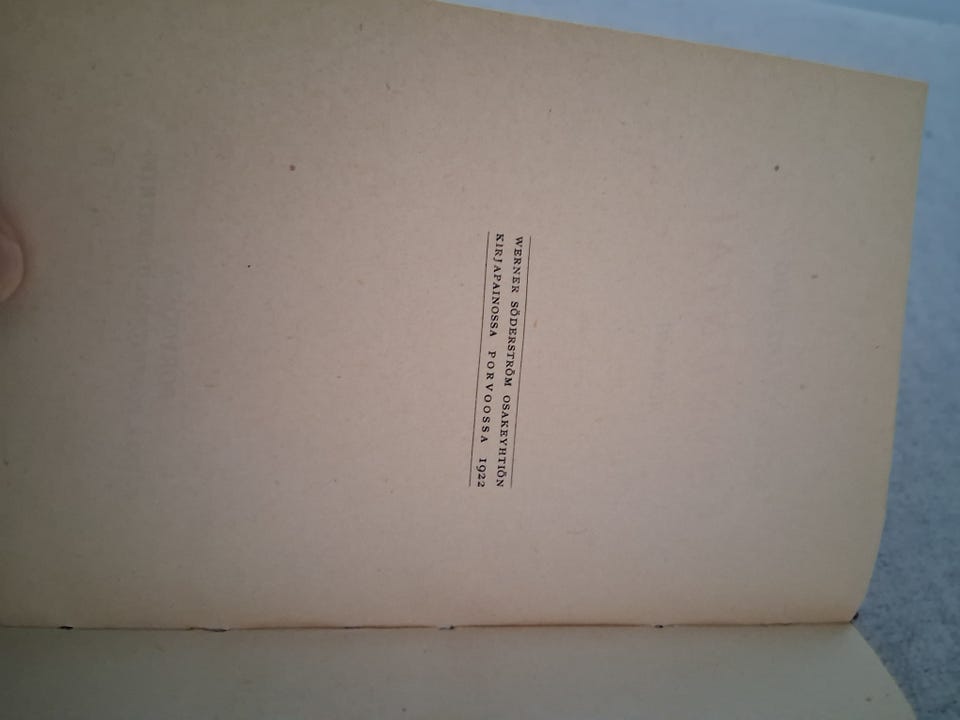 WERNER SÖDERSTRÖM OSAKEYHTIÖN
KIRJAPAINOSSA PORVOOSSA 1922